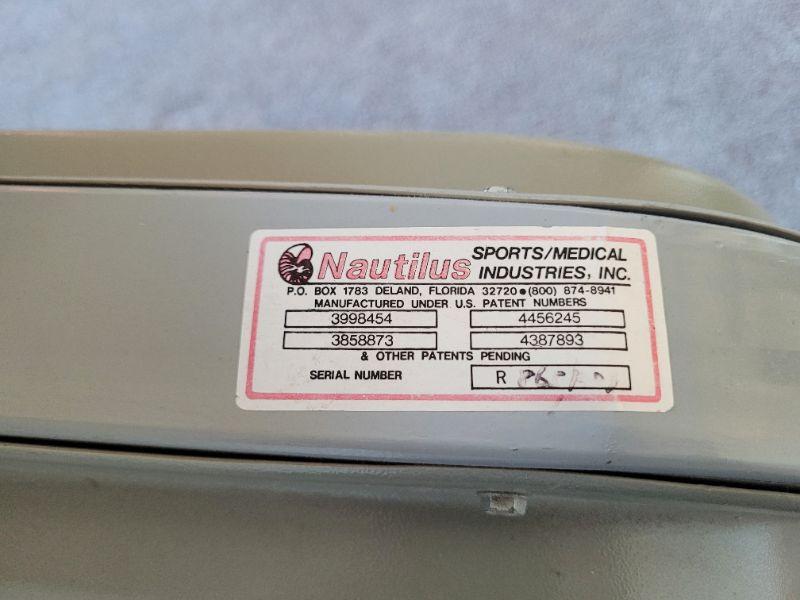 Nautilus SPORTS/MEDICAL
INDUSTRIES, INC.
P.O. BOX 1783 DELAND, FLORIDA 32720 • (800) 874-8941
MANUFACTURED UNDER U.S. PATENT NUMBERS
3998454 4456245
3858873 4387893
& OTHER PATENTS PENDING
SERIAL NUMBER R